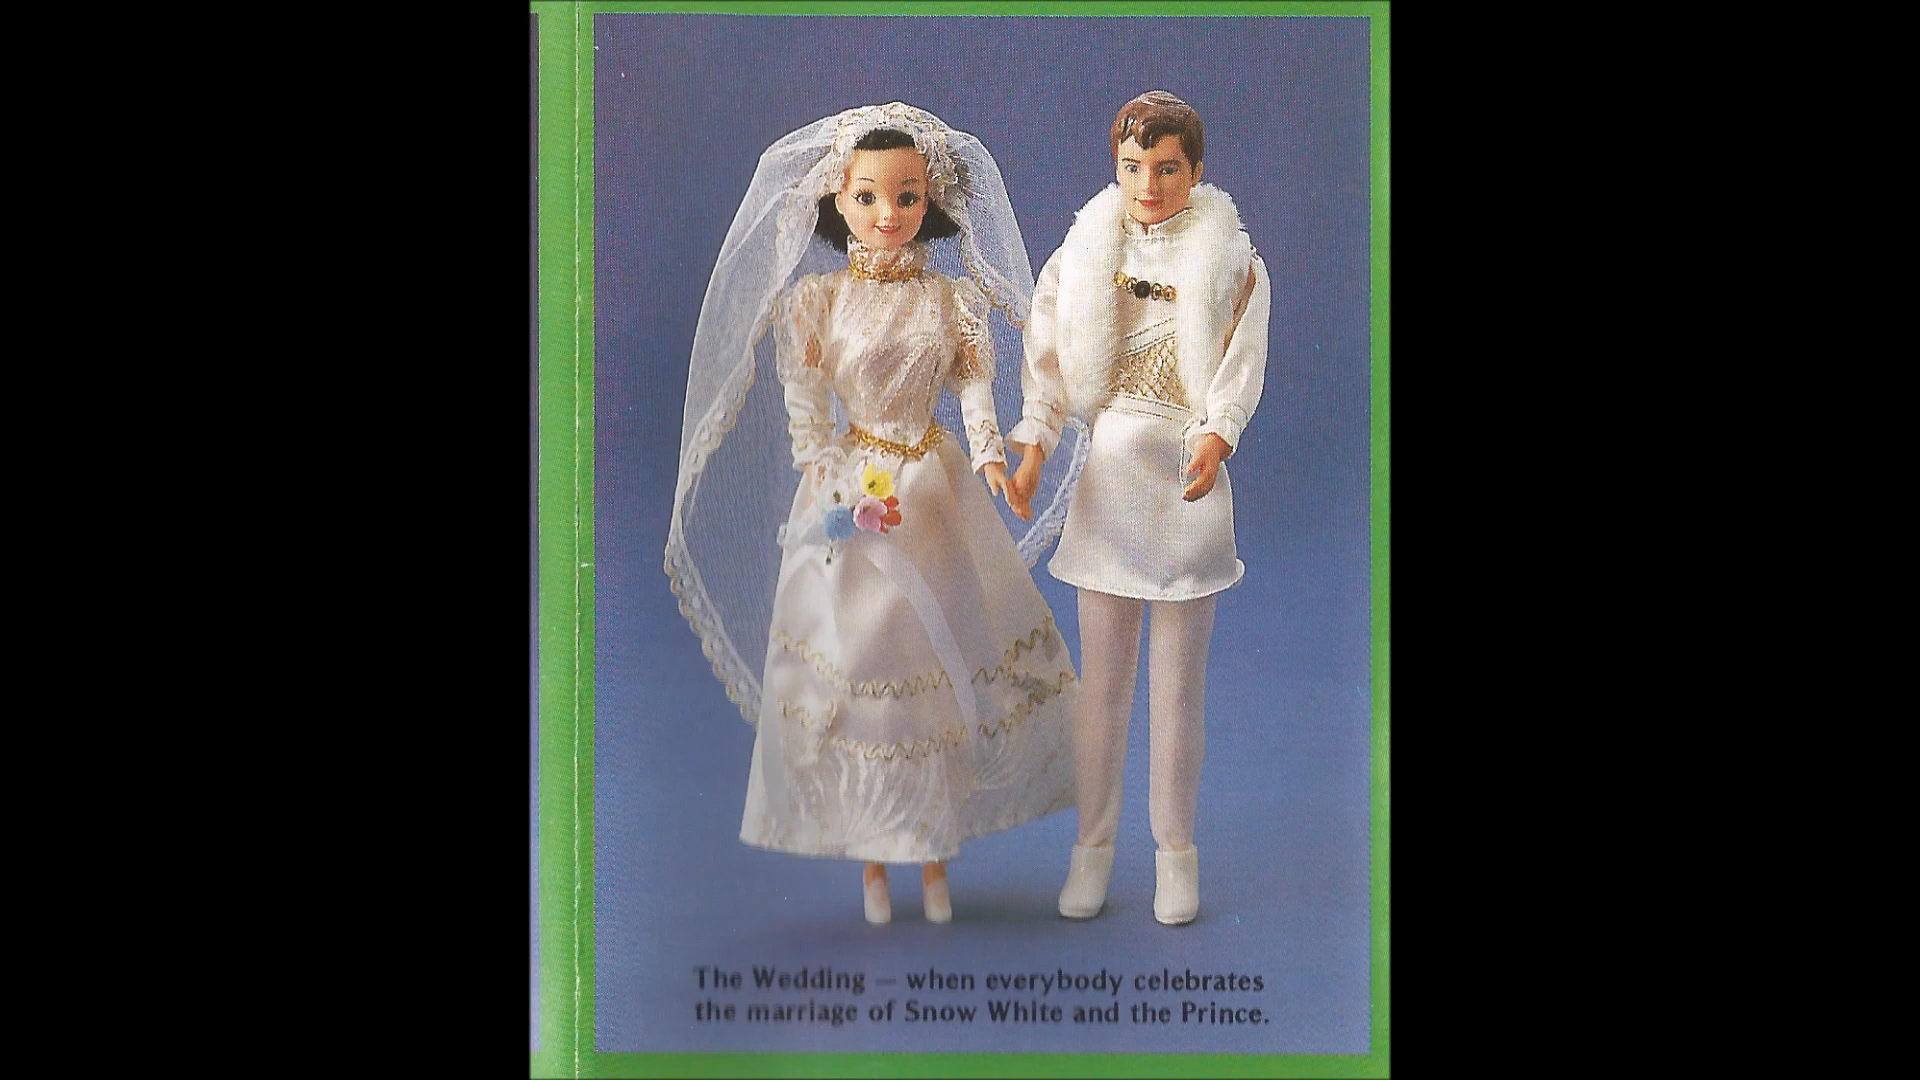 The Wedding — when everybody celebrates
the marriage of Snow White and the Prince.